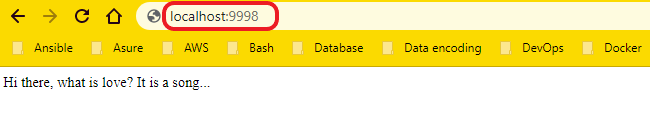 localhost:9998
Ansible Asure AWS Bash Database Data encoding DevOps Docker
Hi there, what is love? It is a song...